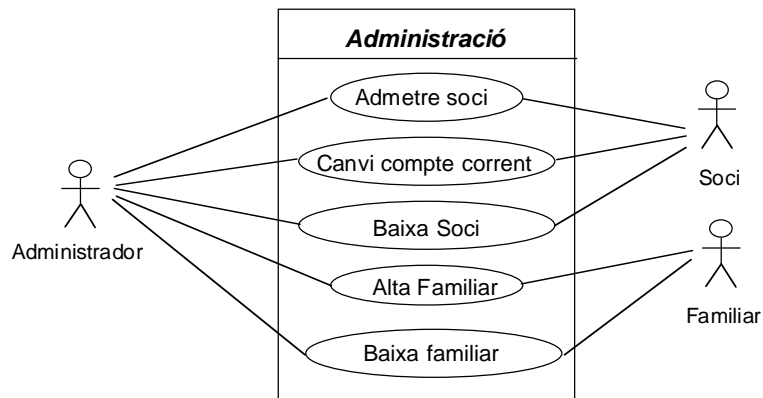 Administració
Admetre soci
Canvi compte corrent
Soci
Baixa Soci
Administrador
Alta Familiar
Familiar
Baixa familiar